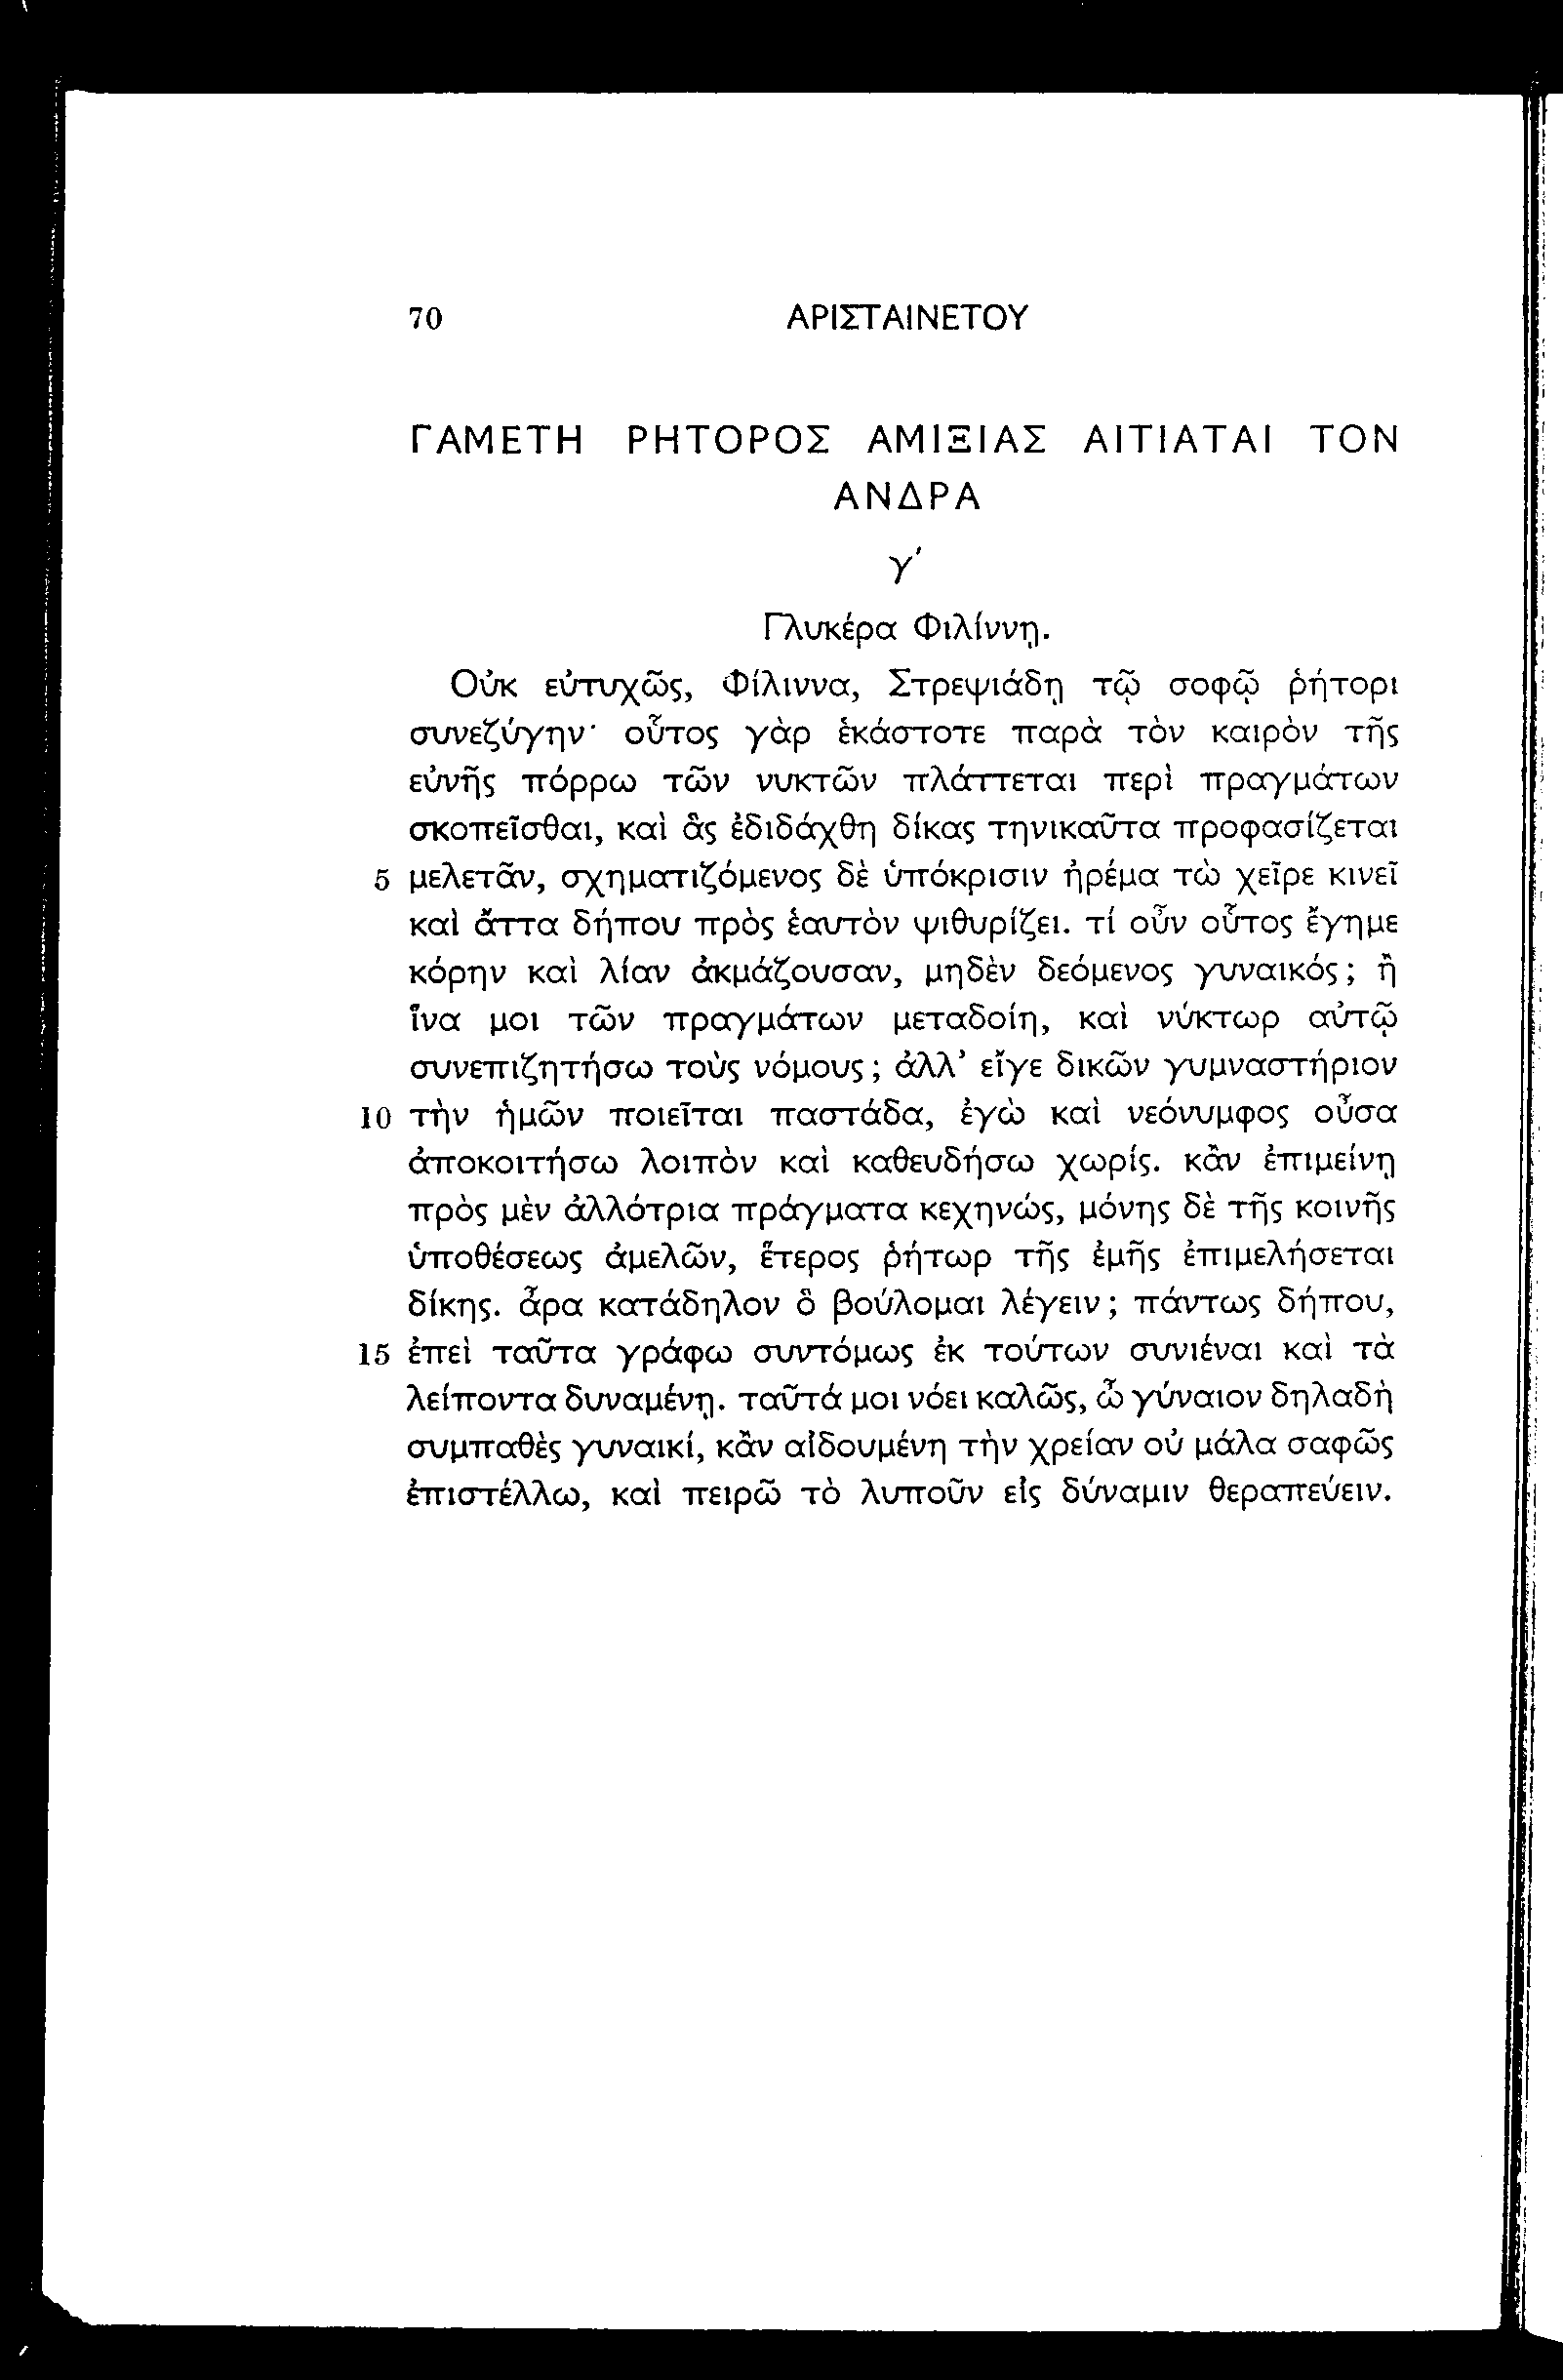 70 ΑΡΙΣΤΑΙΝΕΤΟΥ
ΓΑΜΕΤΗ ΡΗΤΟΡΟΣ ΑΜΙΞΙΑΣ ΑΙΤΙΑΤΑΙ ΤΟΝ
ΑΝΔΡΑ
γ′
Γλυκέρα Φιλίννῃ.
Οὐκ εὐτυχῶς, Φίλιννα, Στρεψιάδῃ τῷ σοφῷ ῥήτορι
συνεζύγην· οὗτος γὰρ ἑκάστοτε παρὰ τὸν καιρὸν τῆς
εὐνῆς πόρρω τῶν νυκτῶν πλάττεται περὶ πραγμάτων
σκοπεῖσθαι, καὶ ἃς ἐδιδάχθη δίκας τηνικαῦτα προφασίζεται
5 μελετᾶν, σχηματιζόμενος δὲ ὑπόκρισιν ἠρέμα τὼ χεῖρε κινεῖ
καὶ ἄττα δήπου πρὸς ἑαυτὸν ψιθυρίζει. τί οὖν οὗτος ἔγημε
κόρην καὶ λίαν ἀκμάζουσαν, μηδὲν δεόμενος γυναικός; ἢ
ἵνα μοι τῶν πραγμάτων μεταδοίη, καὶ νύκτωρ αὐτῷ
συνεπιζητήσω τοὺς νόμους; ἀλλ’ εἴγε δικῶν γυμναστήριον
10 τὴν ἡμῶν ποιεῖται παστάδα, ἐγὼ καὶ νεόνυμφος οὖσα
ἀποκοιτήσω λοιπὸν καὶ καθευδήσω χωρίς. κἂν ἐπιμείνῃ
πρὸς μὲν ἀλλότρια πράγματα κεχηνώς, μόνης δὲ τῆς κοινῆς
ὑποθέσεως ἀμελῶν, ἕτερος ῥήτωρ τῆς ἐμῆς ἐπιμελήσεται
δίκης. ἆρα κατάδηλον ὃ βούλομαι λέγειν; πάντως δήπου,
15 ἐπεὶ ταῦτα γράφω συντόμως ἐκ τούτων συνιέναι καὶ τὰ
λείποντα δυναμένῃ. ταῦτά μοι νόει καλῶς, ὦ γύναιον δηλαδὴ
συμπαθὲς γυναικί, κἂν αἰδουμένη τὴν χρείαν οὐ μάλα σαφῶς
ἐπιστέλλω, καὶ πειρῶ τὸ λυποῦν εἰς δύναμιν θεραπεύειν.